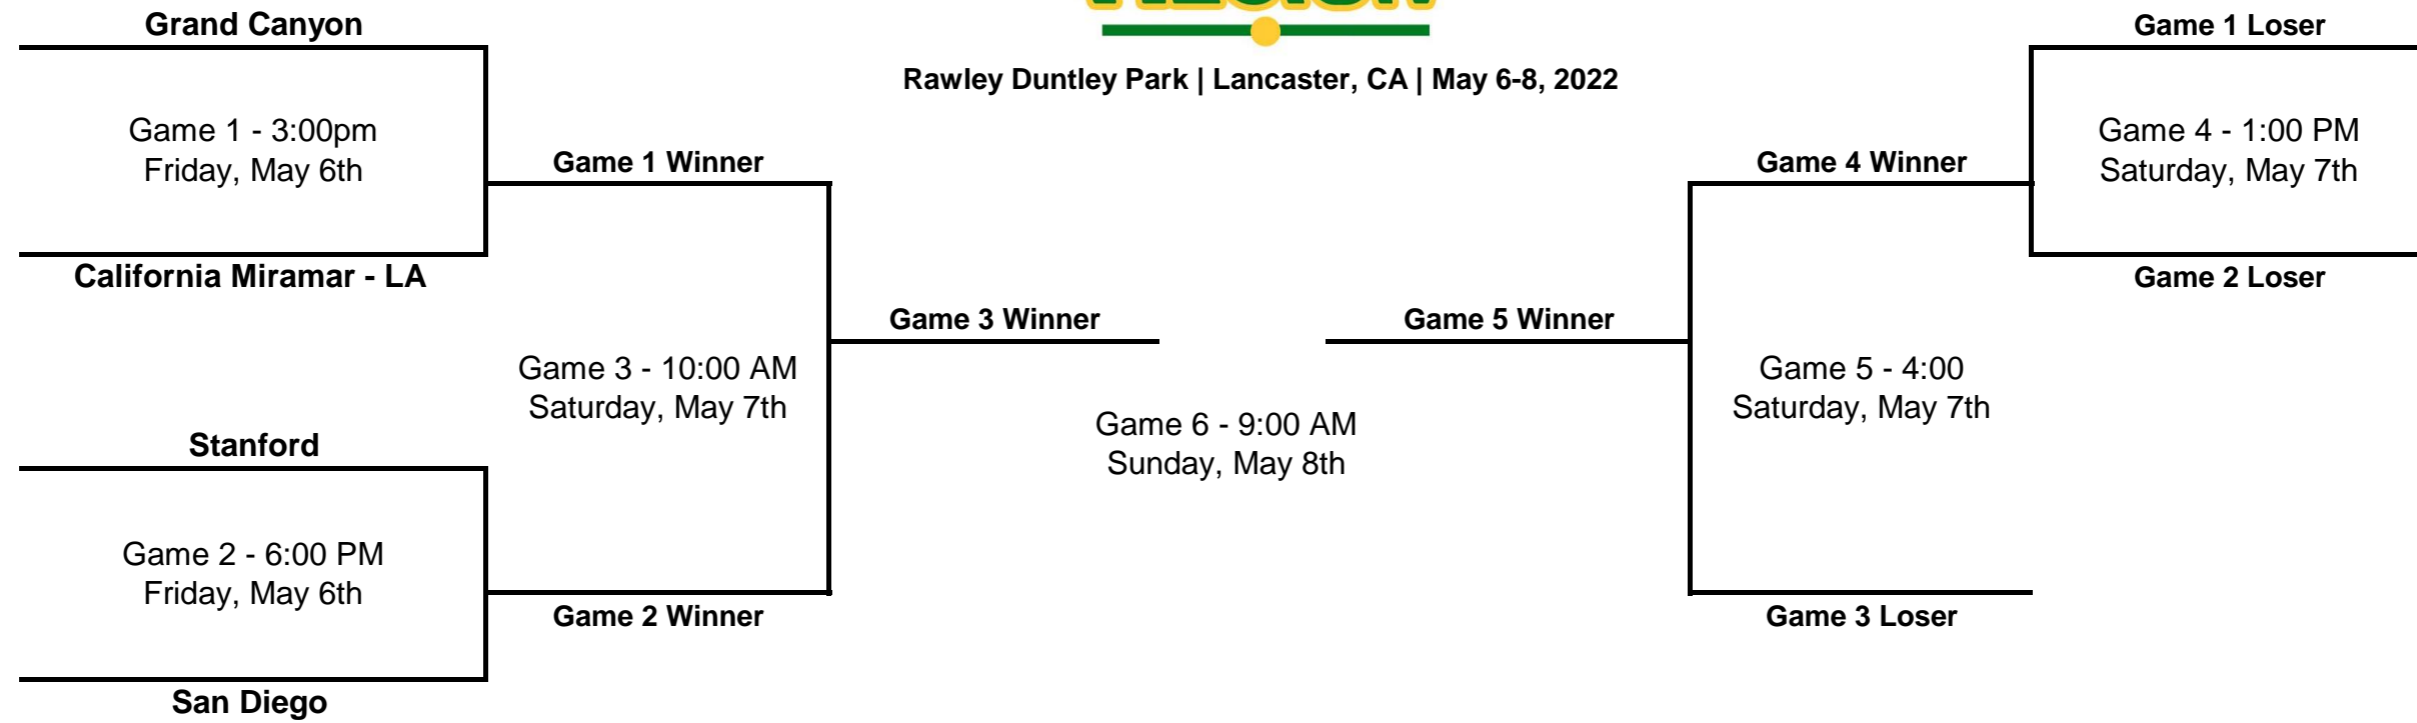 Grand Canyon
Game 1 Loser
Rawley Duntley Park | Lancaster, CA | May 6-8, 2022
Game 1 - 3:00pm
Friday, May 6th
Game 4 - 1:00 PM
Saturday, May 7th
Game 1 Winner
Game 4 Winner
California Miramar - LA
Game 2 Loser
Game 3 Winner
Game 5 Winner
Game 3 - 10:00 AM
Saturday, May 7th
Game 5 - 4:00
Saturday, May 7th
Game 6 - 9:00 AM
Sunday, May 8th
Stanford
Game 2 - 6:00 PM
Friday, May 6th
Game 2 Winner
Game 3 Loser
San Diego